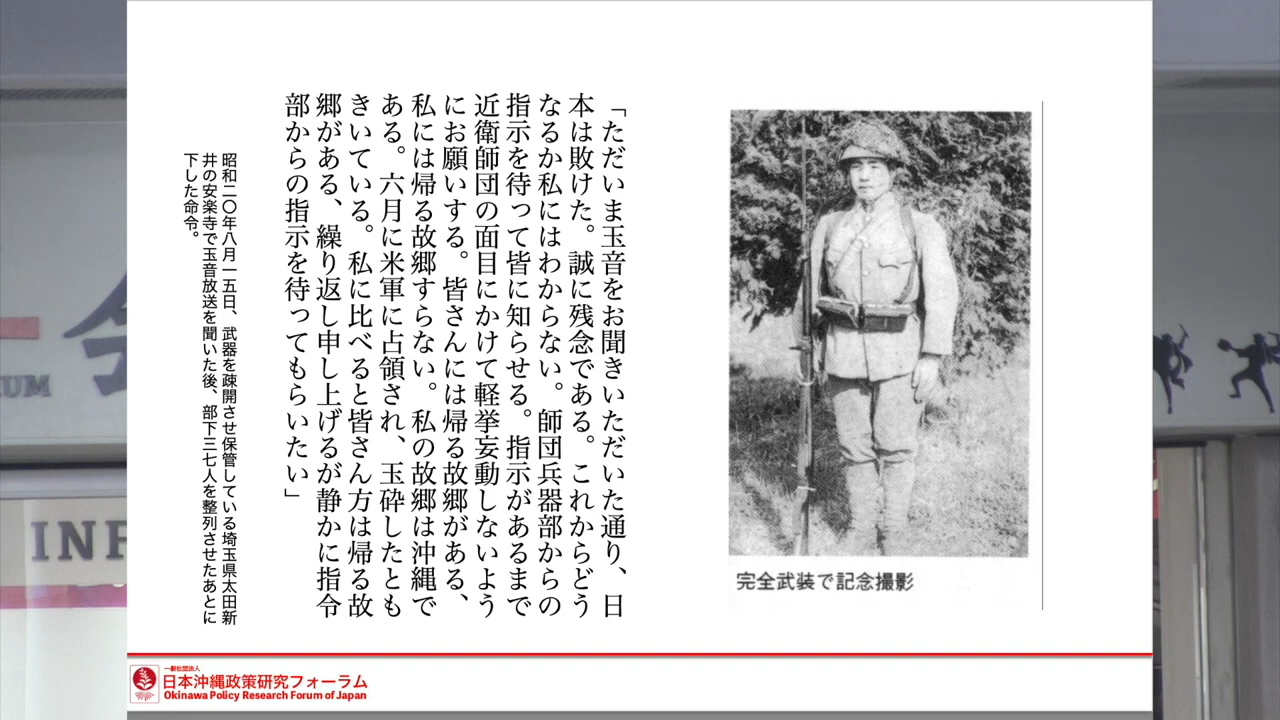 「ただいま玉音をお聞きいただいた通り、日
本は敗けた。誠に残念である。これからどう
なるか私にはわからない。師団兵器部からの
指示を待って皆に知らせる。指示があるまで
近衛師団の面目にかけて軽挙妄動しないよう
にお願いする。皆さんには帰る故郷がある、
私には帰る故郷すらない。私の故郷は沖縄で
ある。六月に米軍に占領され、玉砕したとも
きいている。私に比べると皆さん方は帰る故
郷がある、繰り返し申し上げるが静かに指令
部からの指示を待ってもらいたい」
昭和二〇年八月一五日、武器を疎開させ保管している埼玉県太田新
井の安楽寺で玉音放送を聞いた後、部下三七人を整列させたあとに
下した命令。
完全武装で記念撮影
一般社団法人
日本沖縄政策研究フォーラム
Okinawa Policy Research Forum of Japan
UM
INF